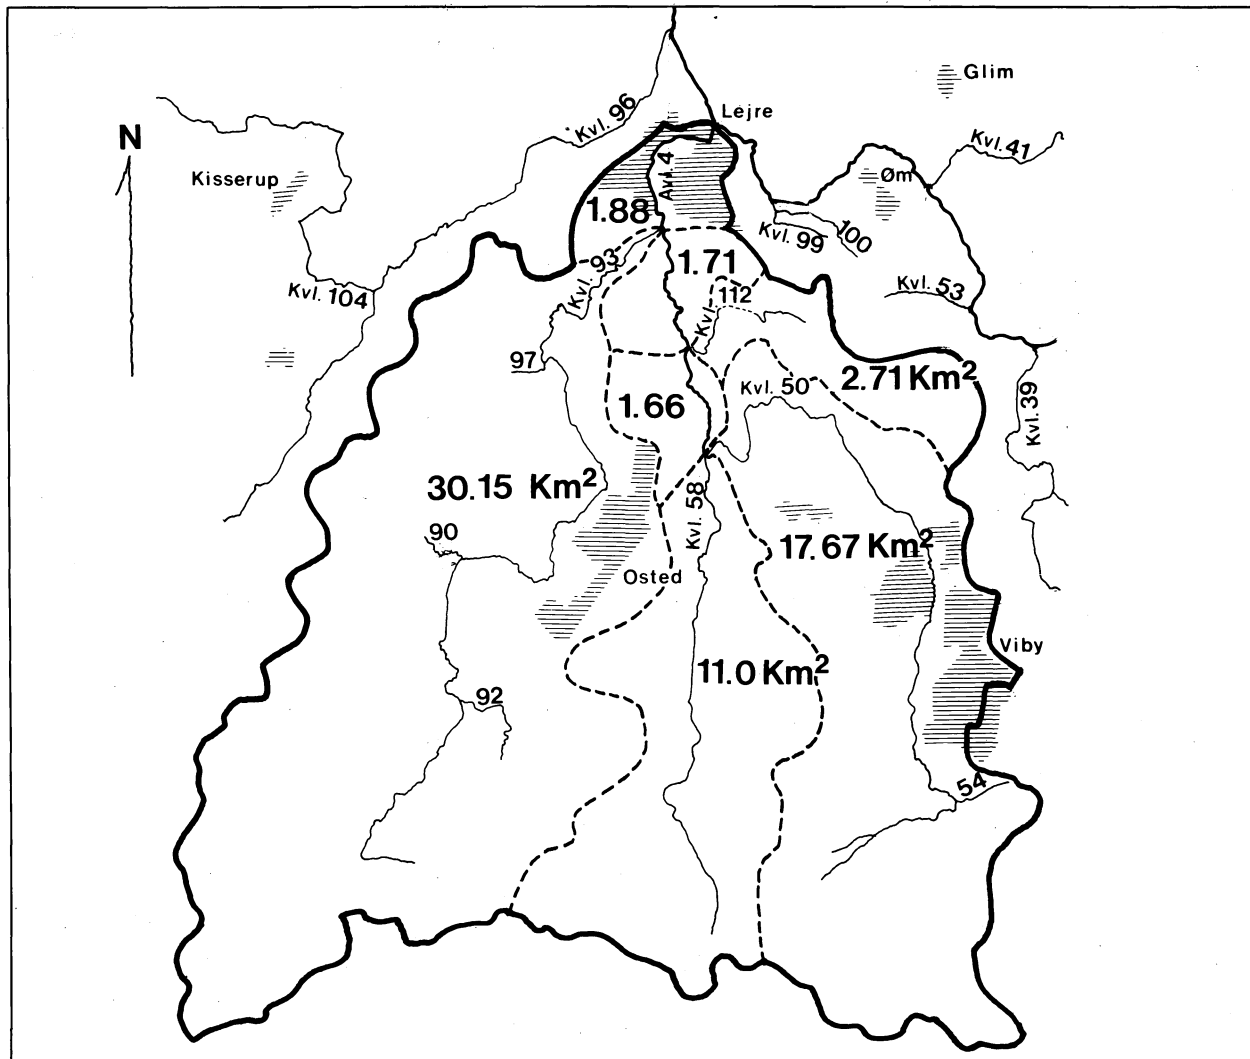 Glim
Kvl. 96
Lejre
N
Kvl. 41
Kisserup
Avl. 4
Øm
1.88
Kvl. 99
100
Kvl. 93
1.71
Kvl. 104
Kvl. 112
Kvl. 53
97
2.71 Km²
Kvl. 50
1.66
Kvl. 39
30.15 Km²
Kvl. 58
90
17.67 Km²
Osted
Viby
11.0 Km²
92
54